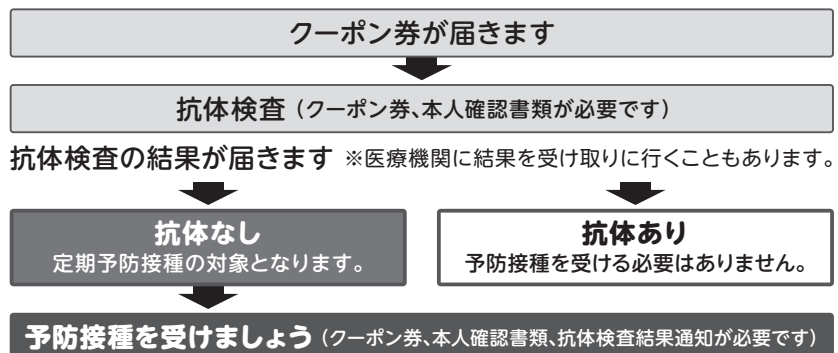 クーポン券が届きます
抗体検査（クーポン券、本人確認書類が必要です）
抗体検査の結果が届きます ※医療機関に結果を受け取りに行くこともあります。
抗体なし
定期予防接種の対象となります。
抗体あり
予防接種を受ける必要はありません。
予防接種を受けましょう（クーポン券、本人確認書類、抗体検査結果通知が必要です）